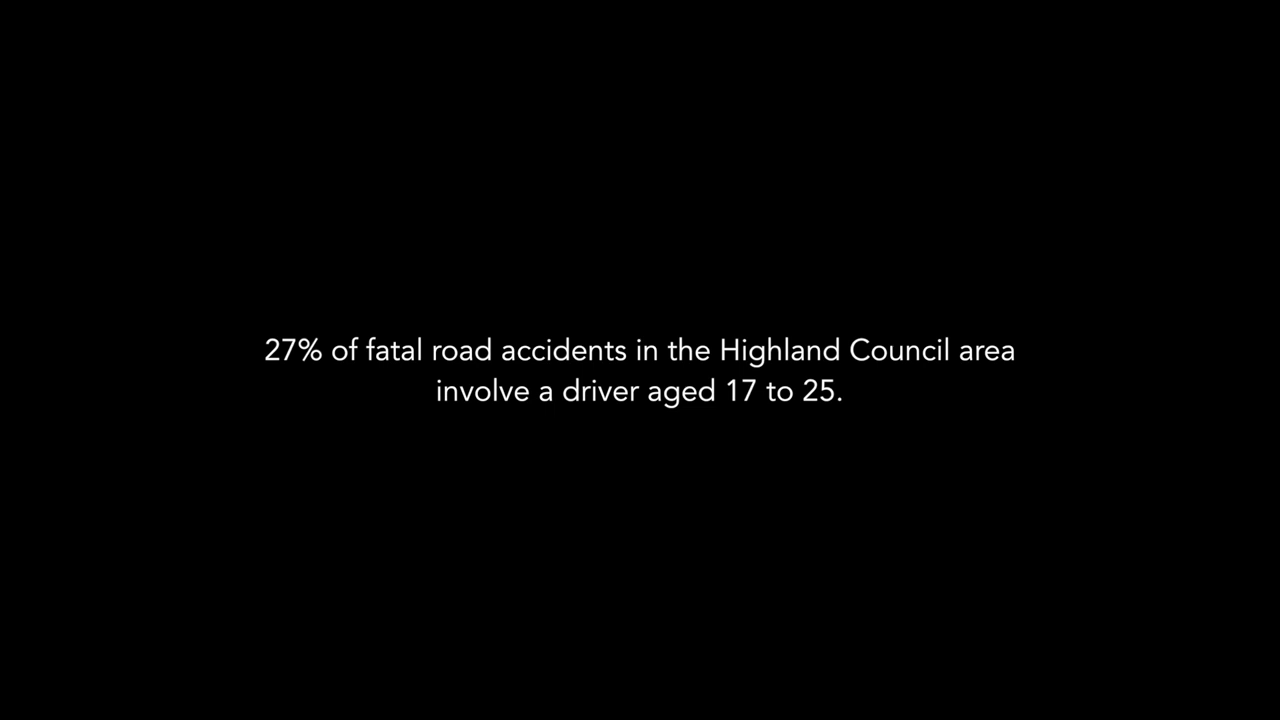 27% of fatal road accidents in the Highland Council area
involve a driver aged 17 to 25.